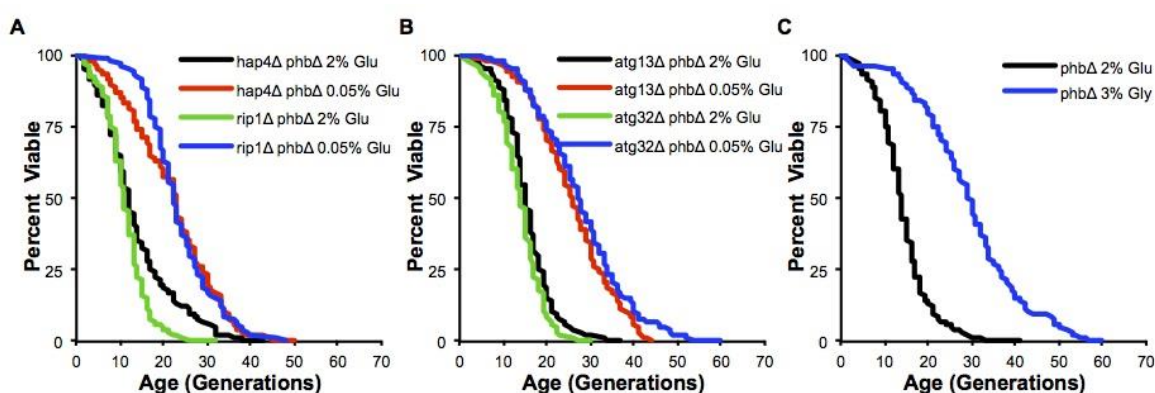 A
100
75
50
25
0
Percent Viable
hap4Δ phbΔ 2% Glu
hap4Δ phbΔ 0.05% Glu
rip1Δ phbΔ 2% Glu
rip1Δ phbΔ 0.05% Glu
0 10 20 30 40 50 60 70
Age (Generations)
B
100
75
50
25
0
Percent Viable
atg13Δ phbΔ 2% Glu
atg13Δ phbΔ 0.05% Glu
atg32Δ phbΔ 2% Glu
atg32Δ phbΔ 0.05% Glu
0 10 20 30 40 50 60 70
Age (Generations)
C
100
75
50
25
0
Percent Viable
phbΔ 2% Glu
phbΔ 3% Gly
0 10 20 30 40 50 60 70
Age (Generations)